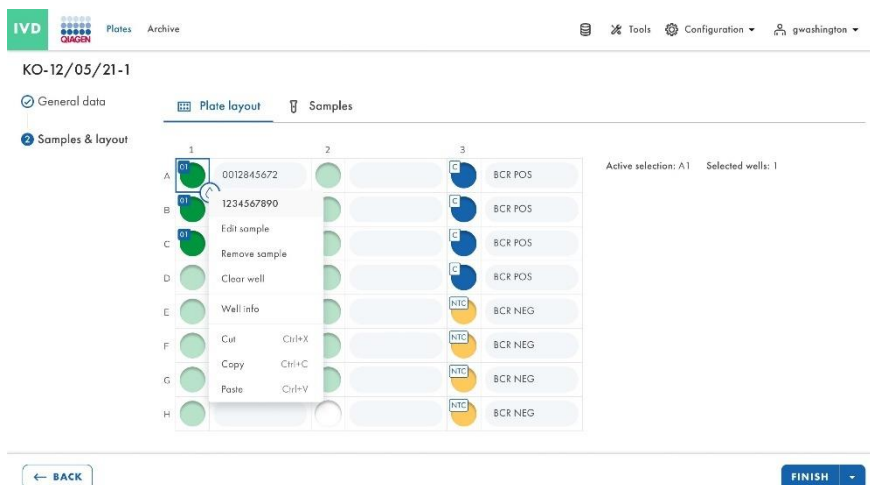 IVD QIAGEN Plates Archive Tools Configuration gwashington
KO-12/05/21-1
General data
Plate layout Samples
2 Samples & layout
1 2 3
A 01 0012845672 C BCR POS
Active selection: A1 Selected wells: 1
B 01 1234567890 C BCR POS
Edit sample
C 01 C BCR POS
Remove sample
D Clear well C BCR POS
E Well info NTC BCR NEG
F Cut Ctrl+X NTC BCR NEG
Copy Ctrl+C
G NTC BCR NEG
Paste Ctrl+V
H NTC BCR NEG
← BACK FINISH